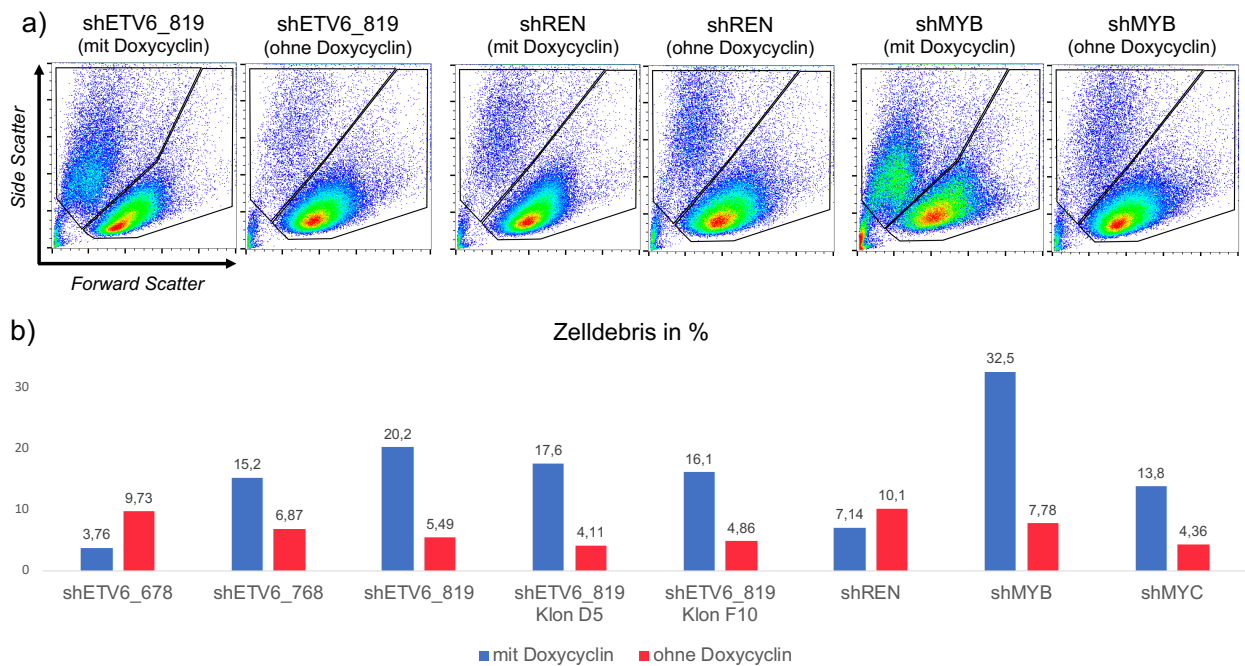 a)
shETV6_819
(mit Doxycyclin)
shETV6_819
(ohne Doxycyclin)
shREN
(mit Doxycyclin)
shREN
(ohne Doxycyclin)
shMYB
(mit Doxycyclin)
shMYB
(ohne Doxycyclin)
Side Scatter
Forward Scatter
b)
Zelldebris in %
30
20
10
0
3,76
9,73
15,2
6,87
20,2
5,49
17,6
4,11
16,1
4,86
7,14
10,1
32,5
7,78
13,8
4,36
shETV6_678
shETV6_768
shETV6_819
shETV6_819
Klon D5
shETV6_819
Klon F10
shREN
shMYB
shMYC
mit Doxycyclin
ohne Doxycyclin